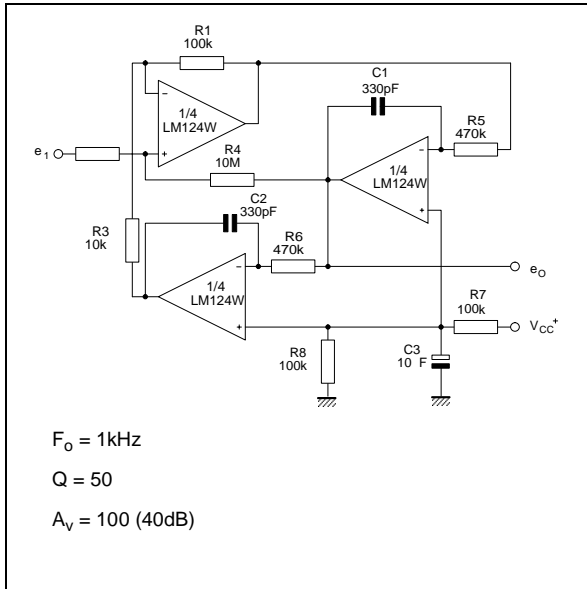 R1
100k
C1
330pF
1/4
LM124W
R5
470k
e1
R4
10M
1/4
LM124W
C2
330pF
R3
10k
R6
470k
1/4
LM124W
eO
R7
100k
VCC+
R8
100k
C3
10 F
Fo = 1kHz
Q = 50
Av = 100 (40dB)